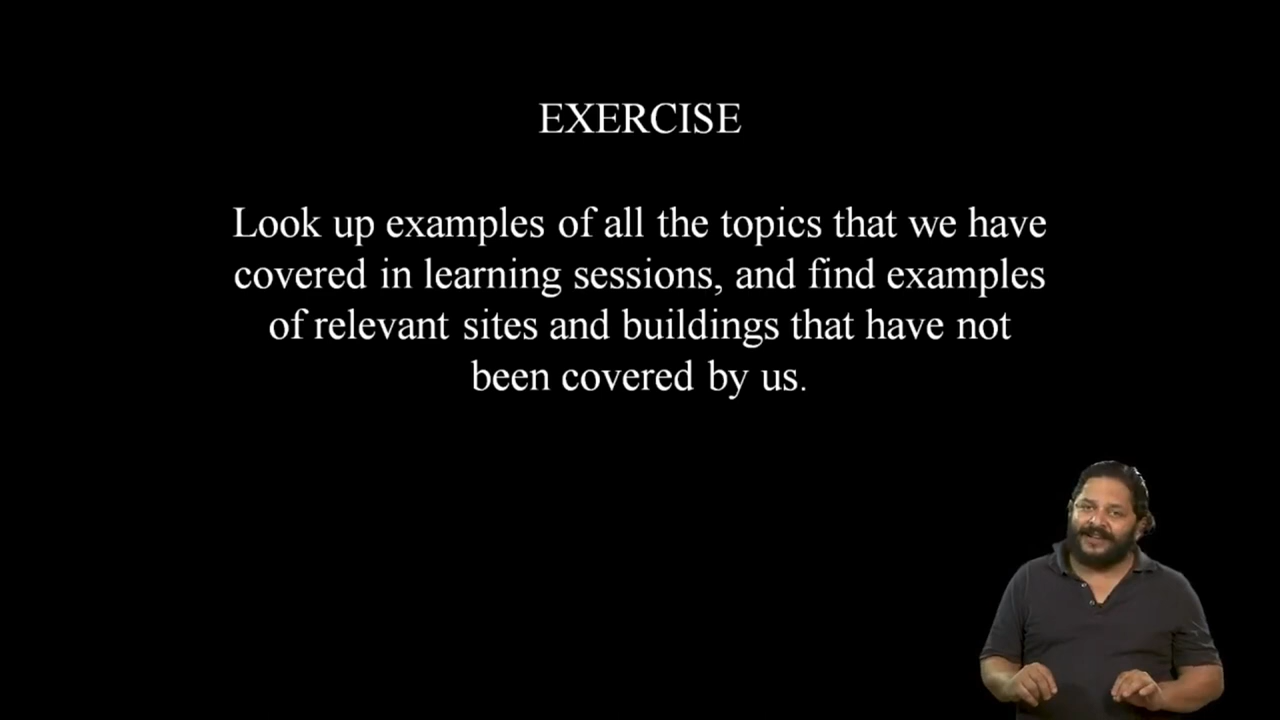 EXERCISE
Look up examples of all the topics that we have
covered in learning sessions, and find examples
of relevant sites and buildings that have not
been covered by us.